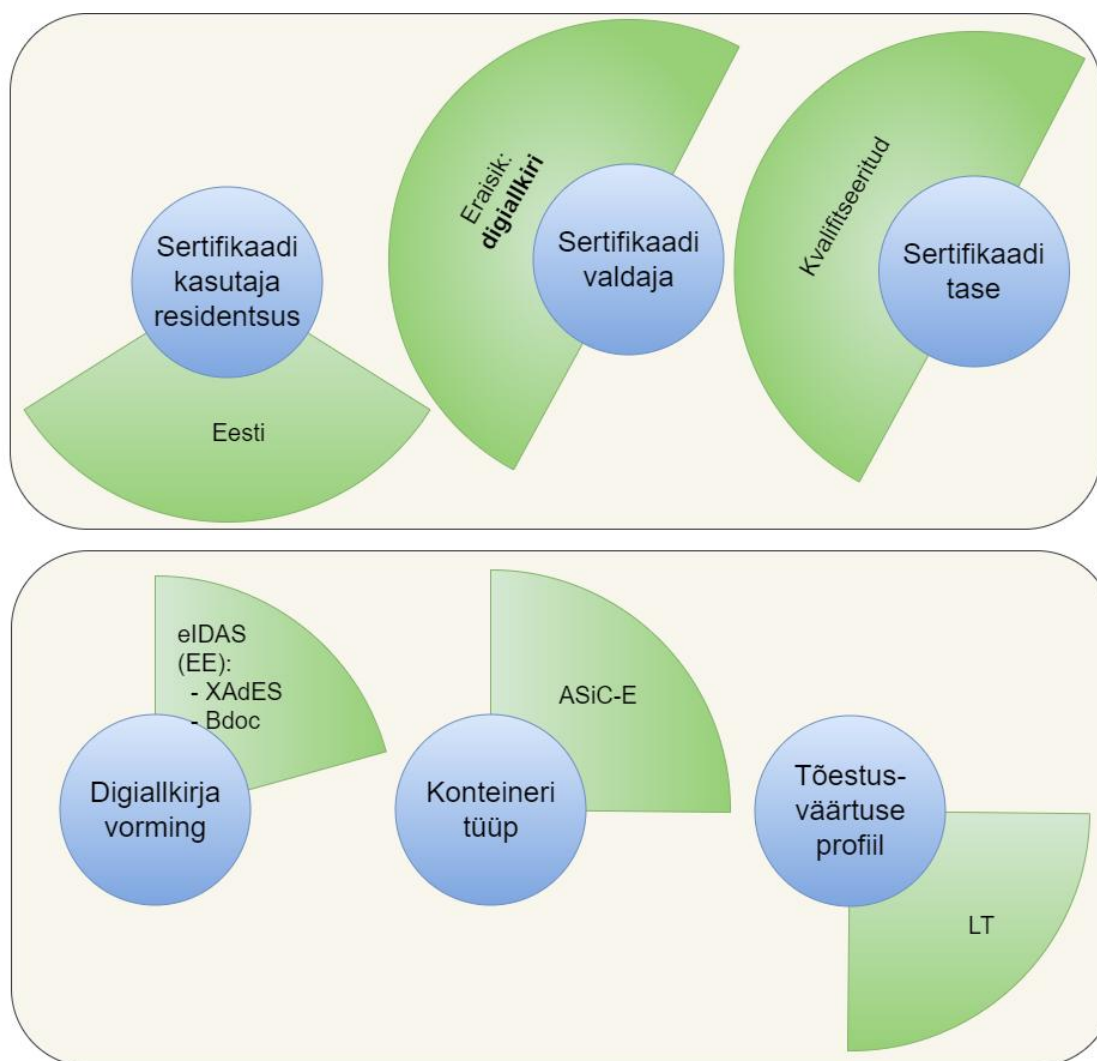 Sertifikaadi
kasutaja
residentsus
Eesti
Eraisik:
digiallkiri
Sertifikaadi
valdaja
Kvalifitseeritud
Sertifikaadi
tase
eIDAS
(EE):
- XAdES
- Bdoc
Digiallkirja
vorming
ASiC-E
Konteineri
tüüp
Tõestus-
väärtuse
profiil
LT